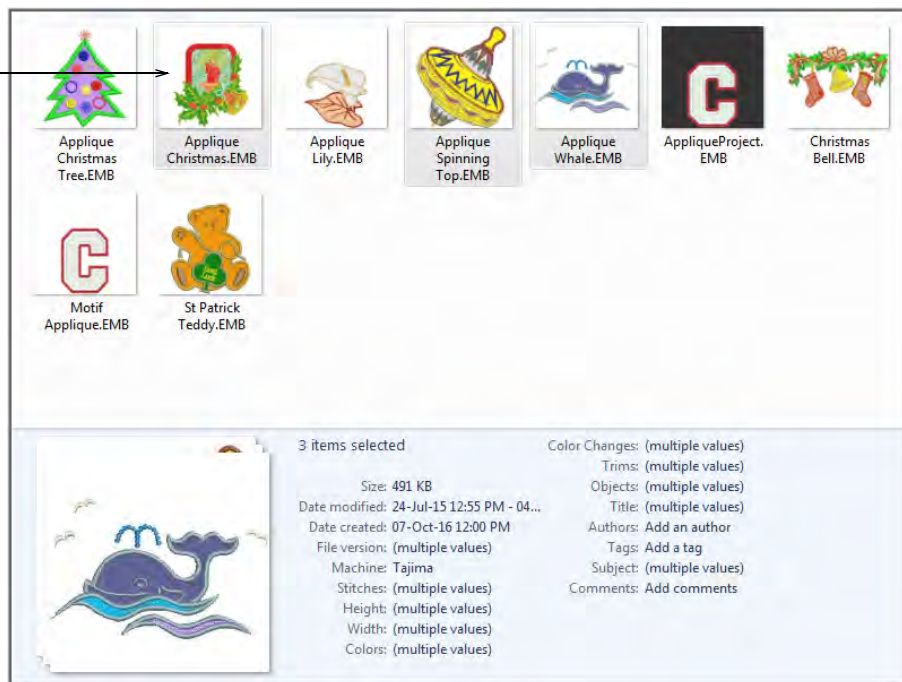 Applique
Christmas
Tree.EMB
Applique
Christmas.EMB
Applique
Lily.EMB
Applique
Spinning
Top.EMB
Applique
Whale.EMB
AppliqueProject.
EMB
Christmas
Bell.EMB
C
C
Good
Luck
Motif
Applique.EMB
St Patrick
Teddy.EMB
3 items selected
Size: 491 KB
Date modified: 24-Jul-15 12:55 PM - 04...
Date created: 07-Oct-16 12:00 PM
File version: (multiple values)
Machine: Tajima
Stitches: (multiple values)
Height: (multiple values)
Width: (multiple values)
Colors: (multiple values)
Color Changes: (multiple values)
Trims: (multiple values)
Objects: (multiple values)
Title: (multiple values)
Authors: Add an author
Tags: Add a tag
Subject: (multiple values)
Comments: Add comments